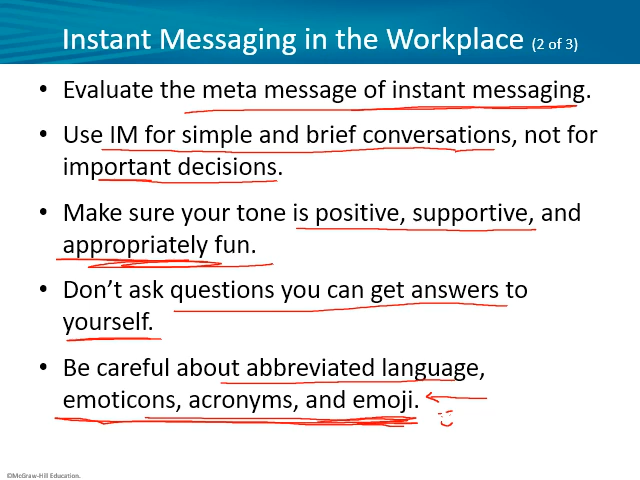 Instant Messaging in the Workplace (2 of 3)
• Evaluate the meta message of instant messaging.
• Use IM for simple and brief conversations, not for
important decisions.
• Make sure your tone is positive, supportive, and
appropriately fun.
• Don’t ask questions you can get answers to
yourself.
• Be careful about abbreviated language,
emoticons, acronyms, and emoji.
©McGraw-Hill Education.